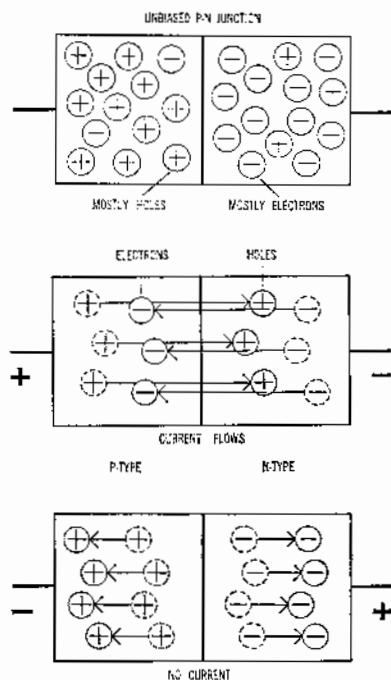 UNBIASED P-N JUNCTION
MOSTLY HOLES MOSTLY ELECTRONS
ELECTRONS HOLES
+ −
CURRENT FLOWS
P-TYPE N-TYPE
− +
NO CURRENT